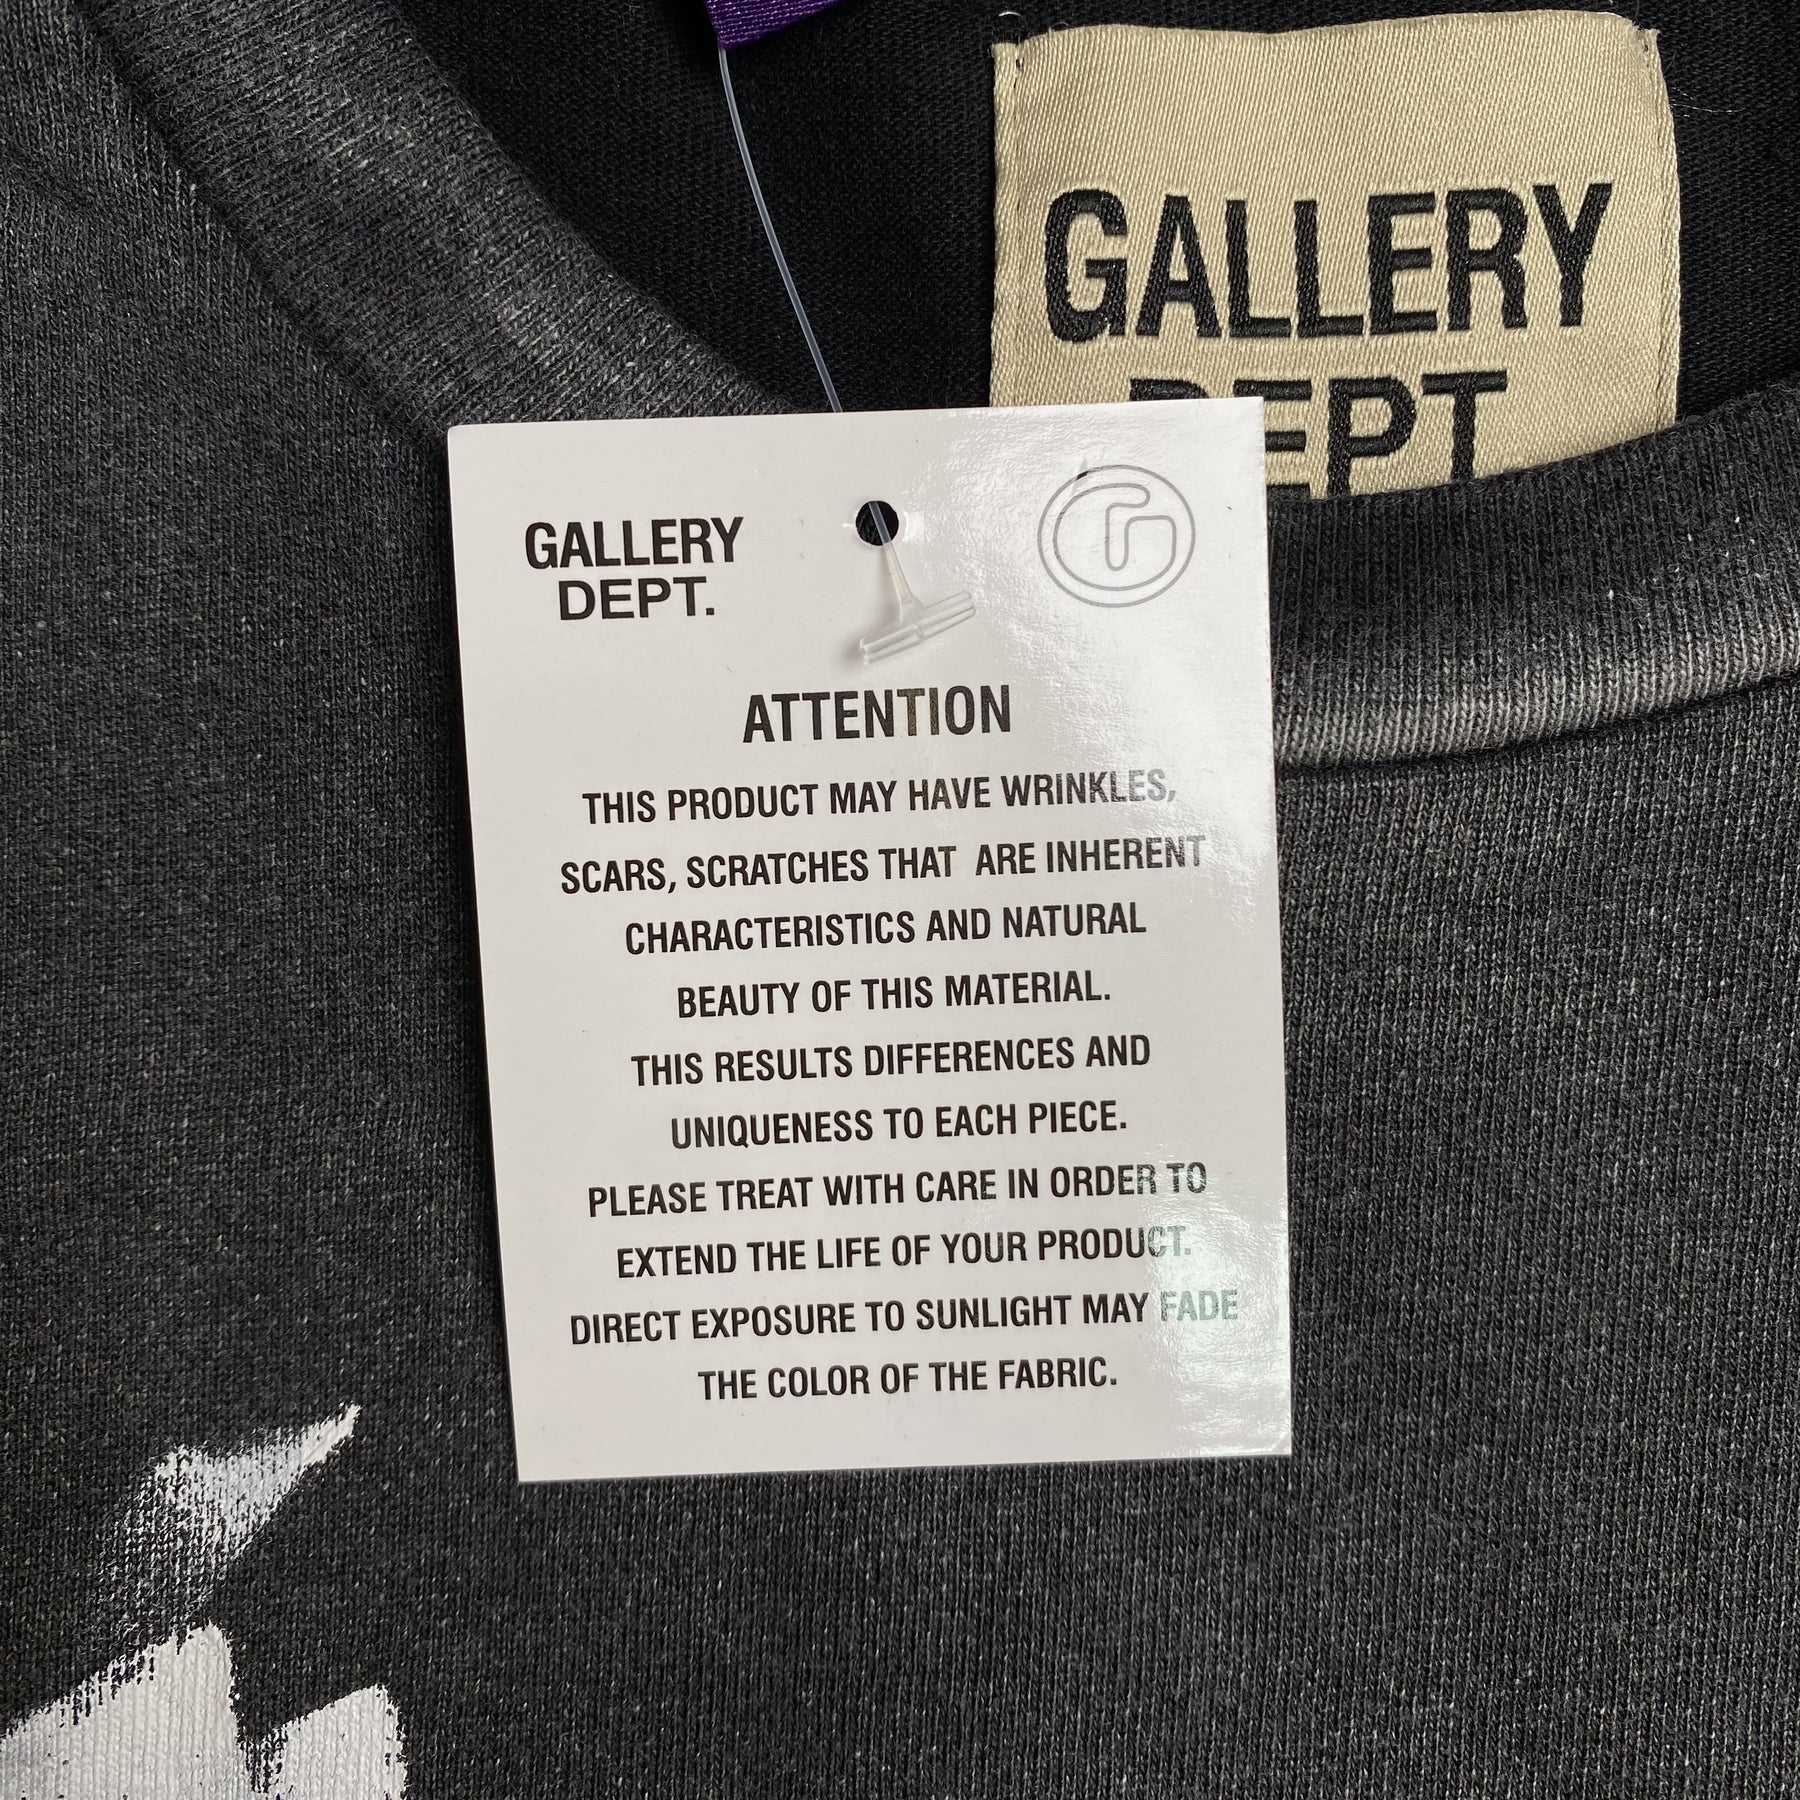 GALLERY
DEPT
GALLERY
DEPT.
G
ATTENTION
THIS PRODUCT MAY HAVE WRINKLES,
SCARS, SCRATCHES THAT ARE INHERENT
CHARACTERISTICS AND NATURAL
BEAUTY OF THIS MATERIAL.
THIS RESULTS DIFFERENCES AND
UNIQUENESS TO EACH PIECE.
PLEASE TREAT WITH CARE IN ORDER TO
EXTEND THE LIFE OF YOUR PRODUCT.
DIRECT EXPOSURE TO SUNLIGHT MAY FADE
THE COLOR OF THE FABRIC.